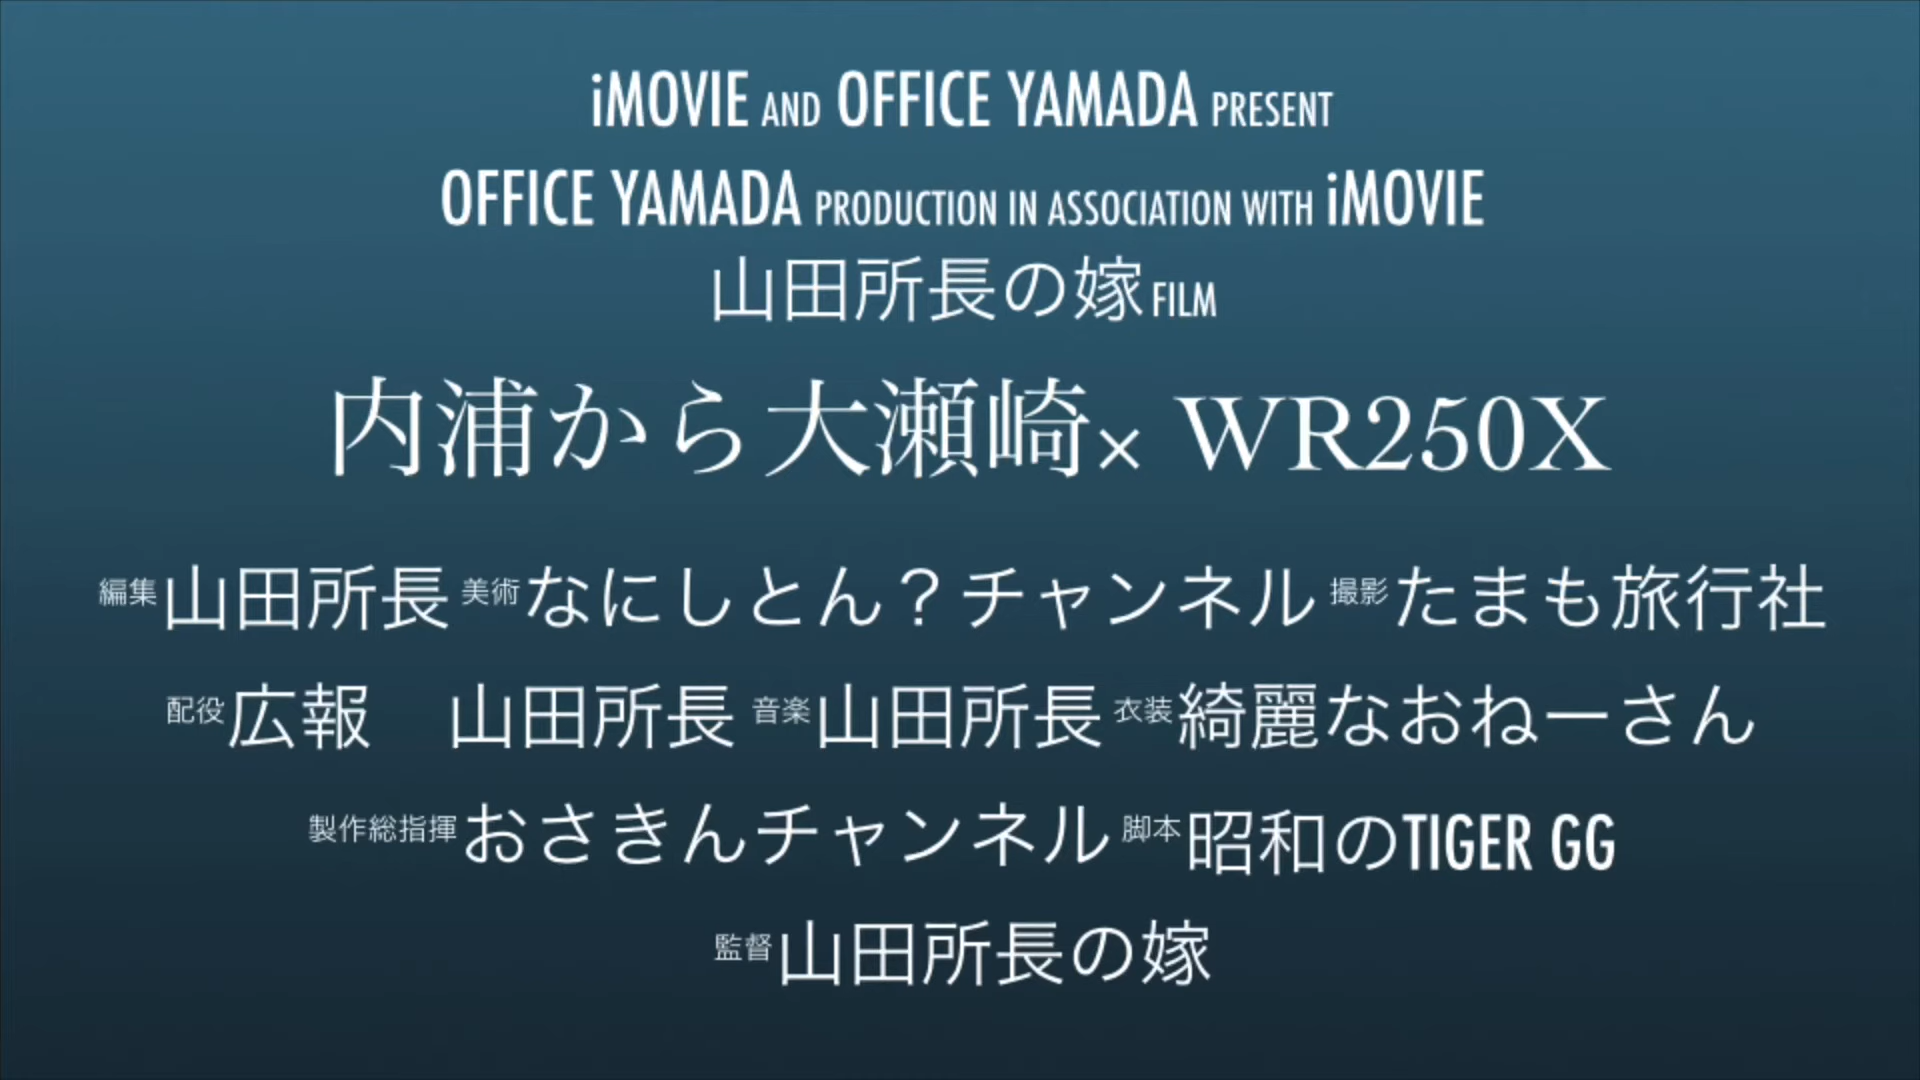 iMOVIE AND OFFICE YAMADA PRESENT
OFFICE YAMADA PRODUCTION IN ASSOCIATION WITH iMOVIE
山田所長の嫁 FILM
内浦から大瀬崎× WR250X
編集 山田所長 美術 なにしとん？チャンネル 撮影 たまも旅行社
配役 広報　山田所長 音楽 山田所長 衣装 綺麗なおねーさん
製作総指揮 おさきんチャンネル 脚本 昭和のTIGER GG
監督 山田所長の嫁